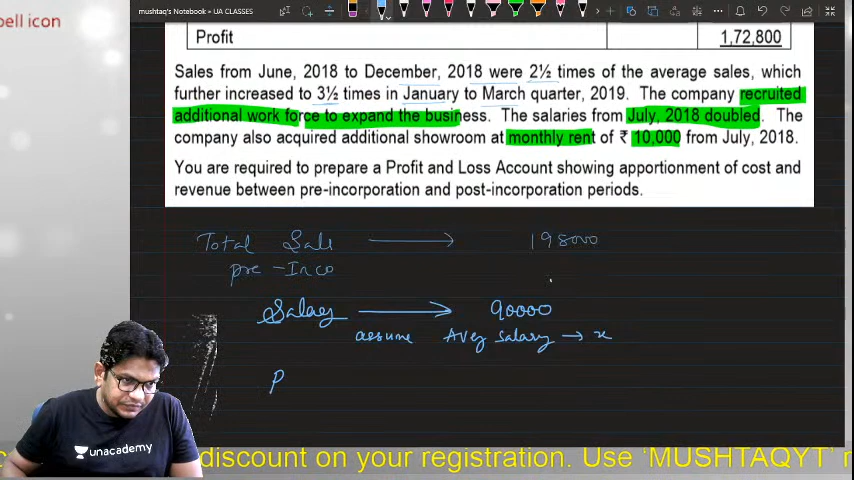 mushtaq's Notebook » UA CLASSES
bell icon
Profit 1,72,800
Sales from June, 2018 to December, 2018 were 2½ times of the average sales, which
further increased to 3½ times in January to March quarter, 2019. The company recruited
additional work force to expand the business. The salaries from July, 2018 doubled. The
company also acquired additional showroom at monthly rent of ₹ 10,000 from July, 2018.
You are required to prepare a Profit and Loss Account showing apportionment of cost and
revenue between pre-incorporation and post-incorporation periods.
Total Sale → 198000
pre - Inco
Salary → 90000
assume Aveg salary → x
P
unacademy
discount on your registration. Use 'MUSHTAQYT'